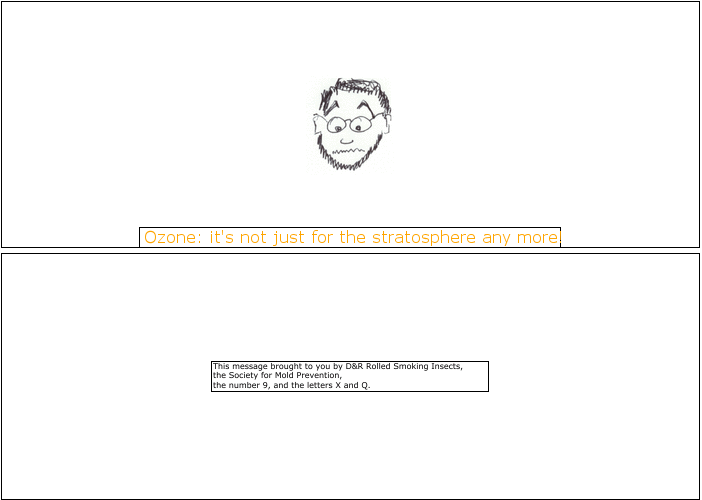 Ozone: it's not just for the stratosphere any more!
This message brought to you by D&R Rolled Smoking Insects,
the Society for Mold Prevention,
the number 9, and the letters X and Q.